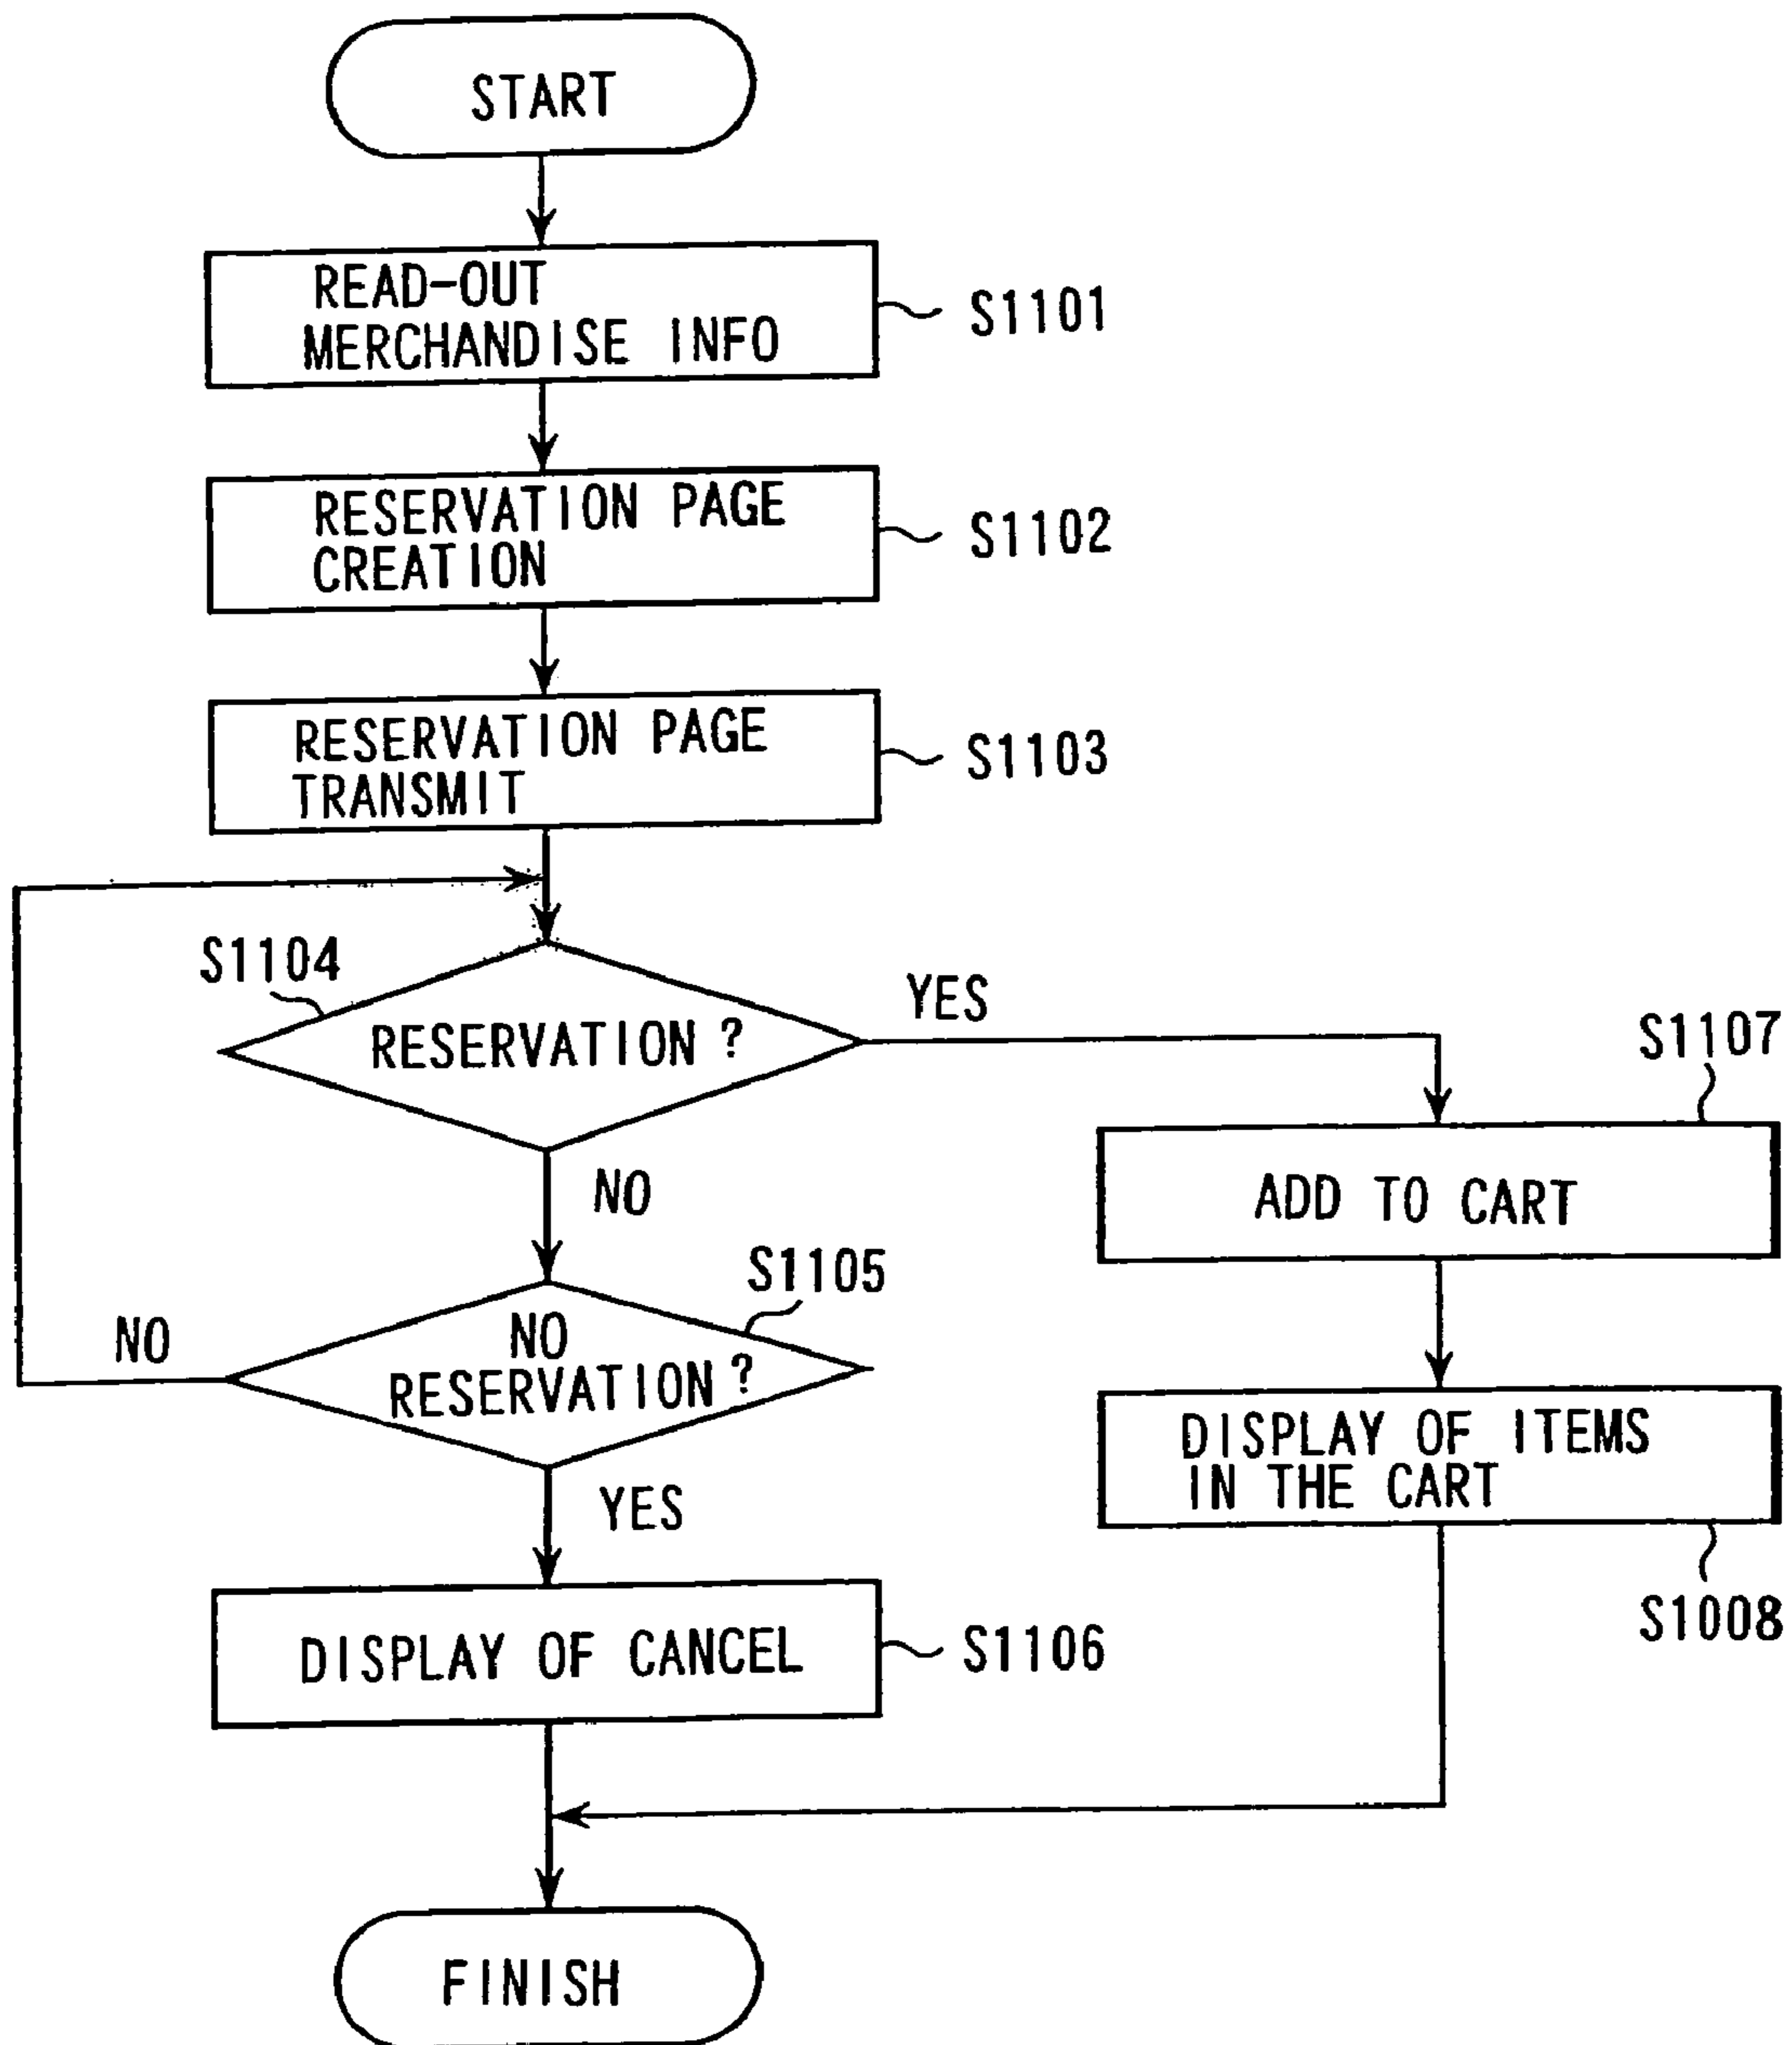 START
READ-OUT
MERCHANDISE INFO
S1101
RESERVATION PAGE
CREATION
S1102
RESERVATION PAGE
TRANSMIT
S1103
S1104
RESERVATION?
YES
NO
S1105
NO
RESERVATION?
NO
YES
DISPLAY OF CANCEL
S1106
S1107
ADD TO CART
DISPLAY OF ITEMS
IN THE CART
S1008
FINISH